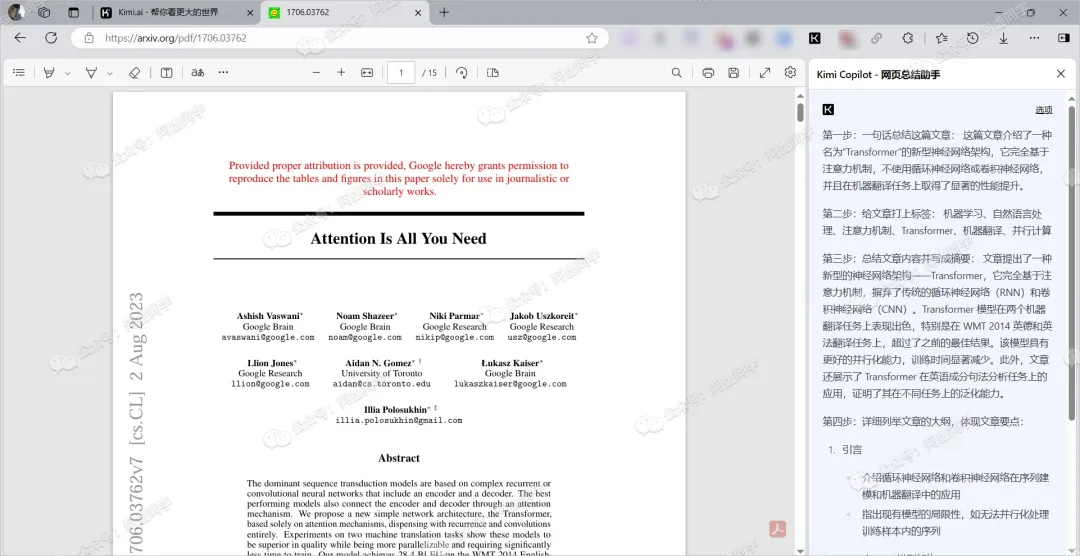 Kimi.ai - 帮你看更大的世界
1706.03762
https://arxiv.org/pdf/1706.03762
1 / 15
Provided proper attribution is provided, Google hereby grants permission to
reproduce the tables and figures in this paper solely for use in journalistic or
scholarly works.
Attention Is All You Need
Ashish Vaswani* Noam Shazeer* Niki Parmar* Jakob Uszkoreit*
Google Brain Google Brain Google Research Google Research
avaswani@google.com noam@google.com nikip@google.com usz@google.com
Llion Jones* Aidan N. Gomez* † Łukasz Kaiser*
Google Research University of Toronto Google Brain
llion@google.com aidan@cs.toronto.edu lukaszkaiser@google.com
Illia Polosukhin* ‡
illia.polosukhin@gmail.com
Abstract
The dominant sequence transduction models are based on complex recurrent or
convolutional neural networks that include an encoder and a decoder. The best
performing models also connect the encoder and decoder through an attention
mechanism. We propose a new simple network architecture, the Transformer,
based solely on attention mechanisms, dispensing with recurrence and convolutions
entirely. Experiments on two machine translation tasks show these models to
be superior in quality while being more parallelizable and requiring significantly
less time to train. Our model achieves 28.4 BLEU on the WMT 2014 English-
1706.03762v7 [cs.CL] 2 Aug 2023
Kimi Copilot - 网页总结助手
选项
第一步：一句话总结这篇文章： 这篇文章介绍了一种
名为“Transformer”的新型神经网络架构，它完全基于
注意力机制，不使用循环神经网络或卷积神经网络，
并且在机器翻译任务上取得了显著的性能提升。
第二步：给文章打上标签： 机器学习、自然语言处
理、注意力机制、Transformer、机器翻译、并行计算
第三步：总结文章内容并写成摘要： 文章提出了一种
新型的神经网络架构——Transformer，它完全基于注
意力机制，摒弃了传统的循环神经网络（RNN）和卷
积神经网络（CNN）。Transformer 模型在两个机器
翻译任务上表现出色，特别是在 WMT 2014 英德和英
法翻译任务上，超过了之前的最佳结果。该模型具有
更好的并行化能力，训练时间显著减少。此外，文章
还展示了 Transformer 在英语成分句法分析任务上的
应用，证明了其在不同任务上的泛化能力。
第四步：详细列举文章的大纲，体现文章要点：
1. 引言
介绍循环神经网络和卷积神经网络在序列建
模和机器翻译中的应用
指出现有模型的局限性，如无法并行化处理
训练样本内的序列